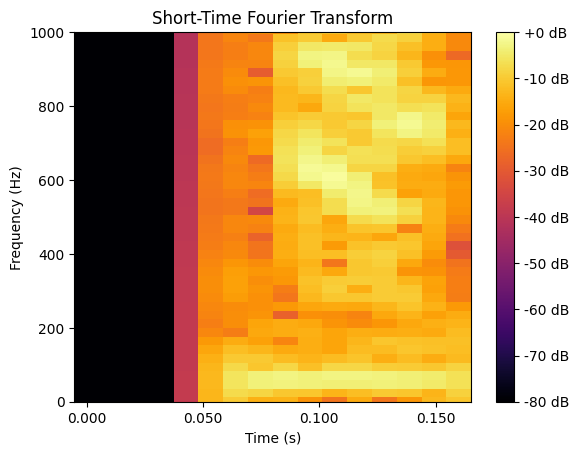 Short-Time Fourier Transform
1000
800
600
400
200
0
Frequency (Hz)
0.000
0.050
0.100
0.150
Time (s)
+0 dB
-10 dB
-20 dB
-30 dB
-40 dB
-50 dB
-60 dB
-70 dB
-80 dB